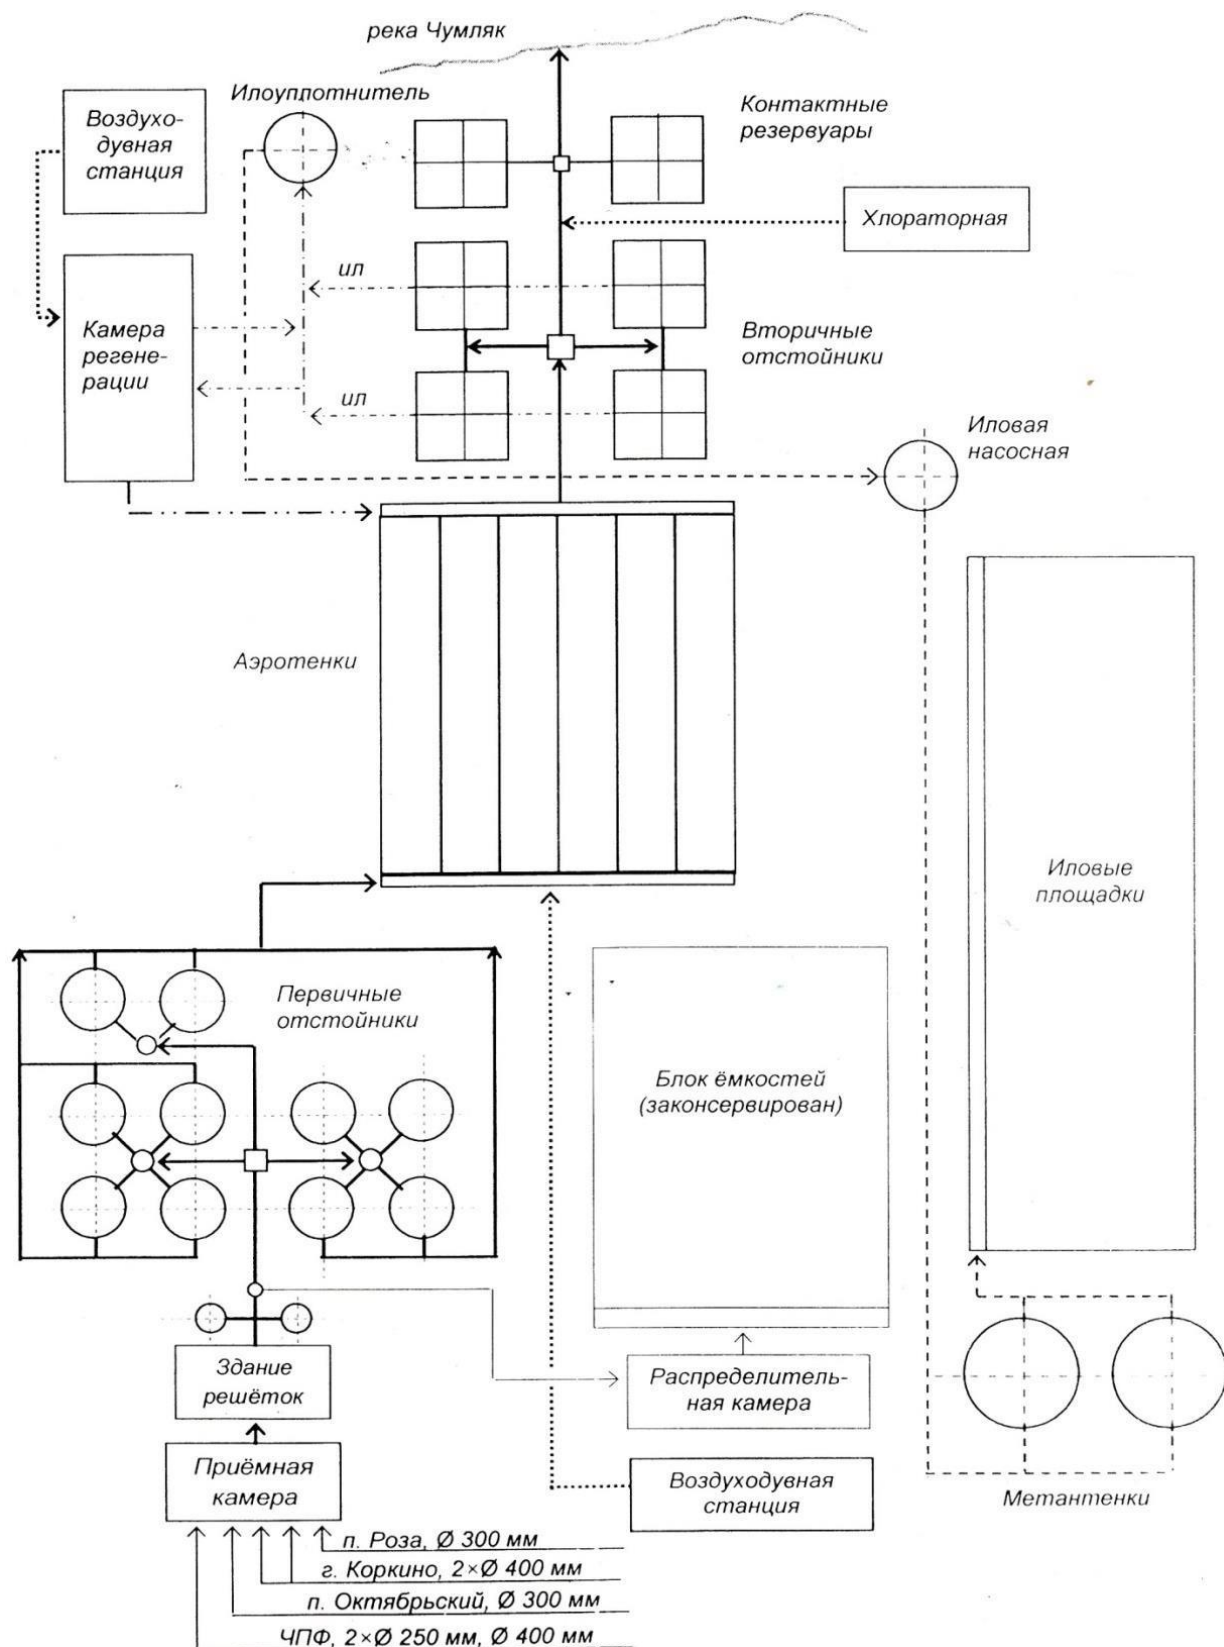 река Чумляк
Воздухо-
дувная
станция
Илоуплотнитель
Контактные
резервуары
Хлораторная
ил
Камера
регене-
рации
Вторичные
отстойники
ил
Иловая
насосная
Аэротенки
Иловые
площадки
Первичные
отстойники
Блок ёмкостей
(законсервирован)
Здание
решёток
Распределитель-
ная камера
Приёмная
камера
Воздуходувная
станция
Метантенки
п. Роза, Ø 300 мм
г. Коркино, 2×Ø 400 мм
п. Октябрьский, Ø 300 мм
ЧПФ, 2×Ø 250 мм, Ø 400 мм